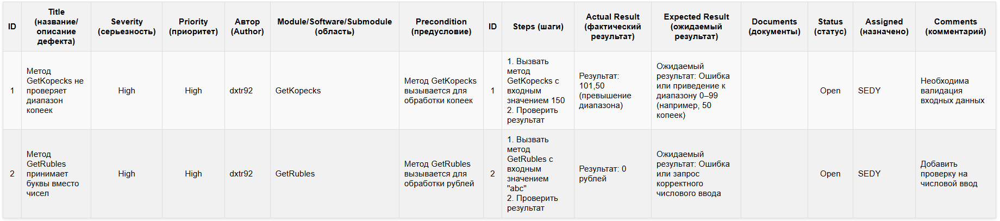 ID
Title
(название/
описание
дефекта)
Severity
(серьезность)
Priority
(приоритет)
Автор
(Author)
Module/Software/Submodule
(область)
Precondition
(предусловие)
ID
Steps (шаги)
Actual Result
(фактический
результат)
Expected Result
(ожидаемый
результат)
Documents
(документы)
Status
(статус)
Assigned
(назначено)
Comments
(комментарий)
1
Метод
GetKopecks не
проверяет
диапазон
копеек
High
High
dxtr92
GetKopecks
Метод GetKopecks
вызывается для
обработки копеек
1
1. Вызвать
метод
GetKopecks с
входным
значением 150
2. Проверить
результат
Результат:
101,50
(превышение
диапазона)
Ожидаемый
результат: Ошибка
или приведение к
диапазону 0–99
(например, 50
копеек)
Open
SEDY
Необходима
валидация
входных данных
2
Метод
GetRubles
принимает
буквы вместо
чисел
High
High
dxtr92
GetRubles
Метод GetRubles
вызывается для
обработки рублей
2
1. Вызвать
метод
GetRubles с
входным
значением
"abc"
2. Проверить
результат
Результат: 0
рублей
Ожидаемый
результат: Ошибка
или запрос
корректного
числового ввода
Open
SEDY
Добавить
проверку на
числовой ввод